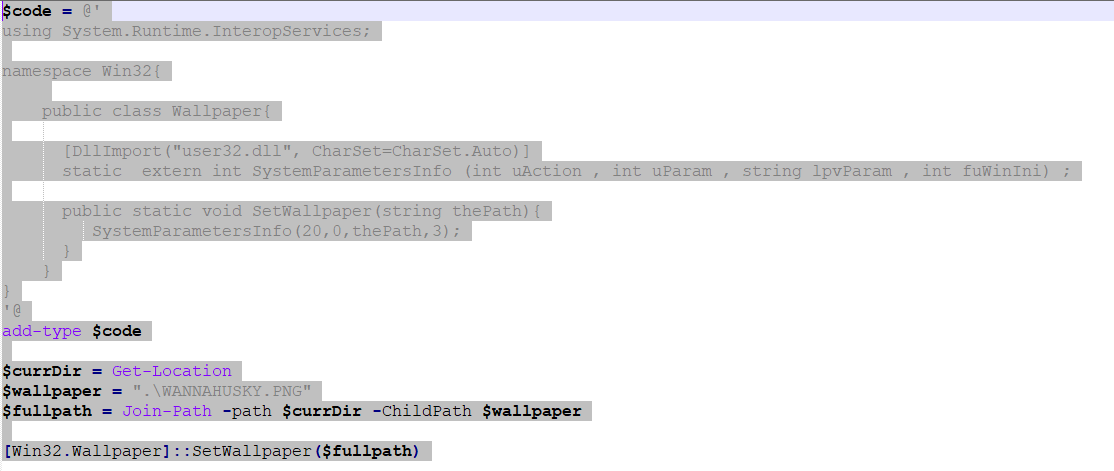 $code = @'
using System.Runtime.InteropServices;
namespace Win32{
public class Wallpaper{
[DllImport("user32.dll", CharSet=CharSet.Auto)]
static  extern int SystemParametersInfo (int uAction , int uParam , string lpvParam , int fuWinIni) ;
public static void SetWallpaper(string thePath){
SystemParametersInfo(20,0,thePath,3);
}
}
}
'@
add-type $code
$currDir = Get-Location
$wallpaper = ".\WANNAHUSKY.PNG"
$fullpath = Join-Path -path $currDir -ChildPath $wallpaper
[Win32.Wallpaper]::SetWallpaper($fullpath)